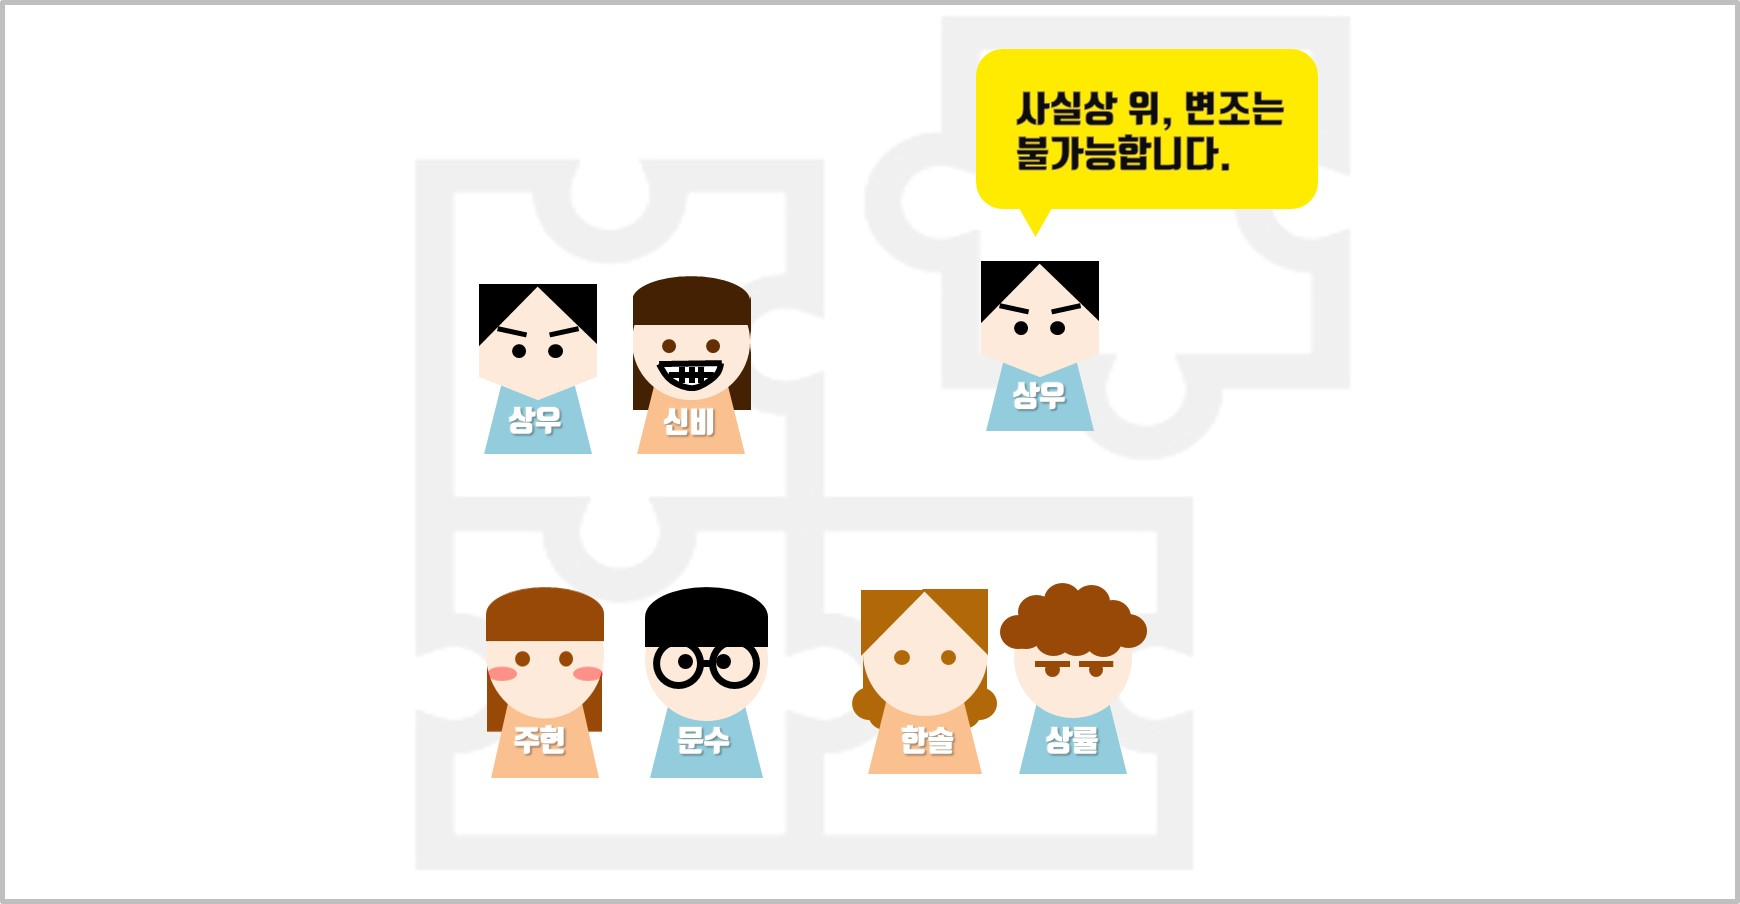 사실상 위, 변조는
불가능합니다.
상우
상우
신비
주현
문수
한솔
상률